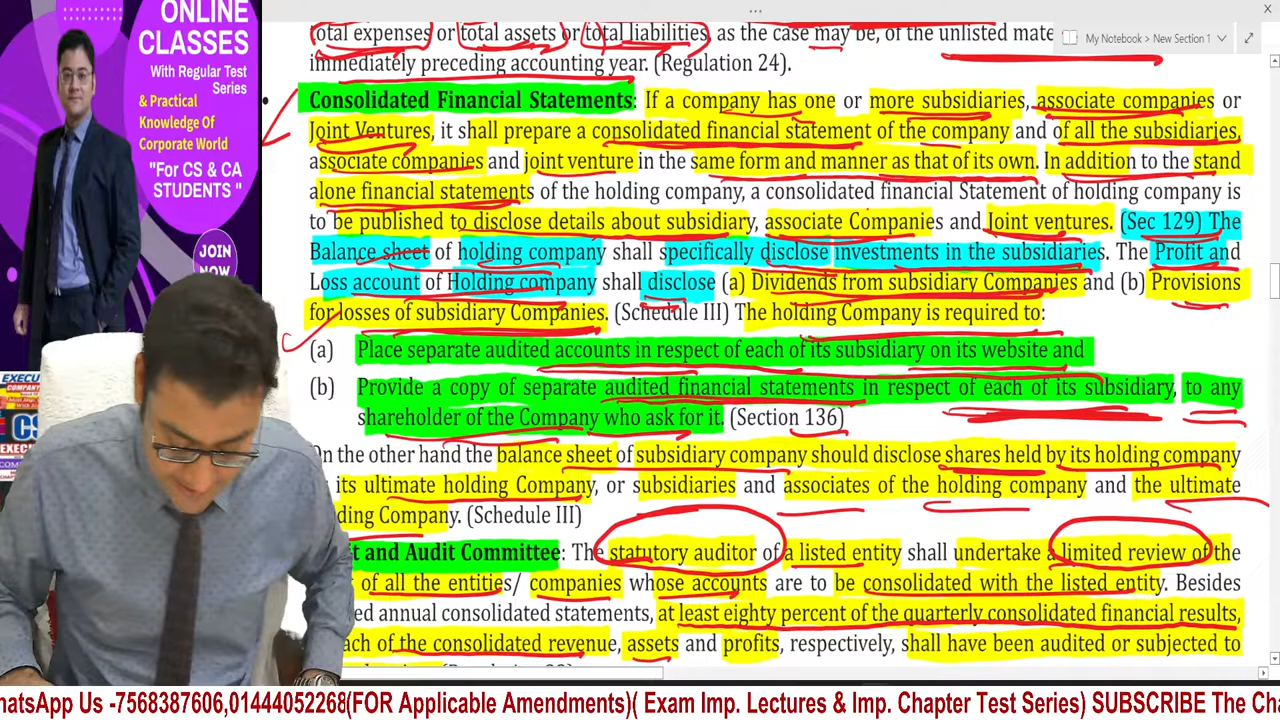 ONLINE
CLASSES
With Regular Test
Series
& Practical
Knowledge Of
Corporate World
"For CS & CA
STUDENTS "
JOIN
NOW
My Notebook > New Section 1
total expenses or total assets or total liabilities, as the case may be, of the unlisted mate
immediately preceding accounting year. (Regulation 24).
• Consolidated Financial Statements: If a company has one or more subsidiaries, associate companies or
Joint Ventures, it shall prepare a consolidated financial statement of the company and of all the subsidiaries,
associate companies and joint venture in the same form and manner as that of its own. In addition to the stand
alone financial statements of the holding company, a consolidated financial Statement of holding company is
to be published to disclose details about subsidiary, associate Companies and Joint ventures. (Sec 129) The
Balance sheet of holding company shall specifically disclose investments in the subsidiaries. The Profit and
Loss account of Holding company shall disclose (a) Dividends from subsidiary Companies and (b) Provisions
for losses of subsidiary Companies. (Schedule III) The holding Company is required to:
(a) Place separate audited accounts in respect of each of its subsidiary on its website and
(b) Provide a copy of separate audited financial statements in respect of each of its subsidiary, to any
shareholder of the Company who ask for it. (Section 136)
On the other hand the balance sheet of subsidiary company should disclose shares held by its holding company
its ultimate holding Company, or subsidiaries and associates of the holding company and the ultimate
ding Company. (Schedule III)
t and Audit Committee: The statutory auditor of a listed entity shall undertake a limited review of the
of all the entities/ companies whose accounts are to be consolidated with the listed entity. Besides
ed annual consolidated statements, at least eighty percent of the quarterly consolidated financial results,
ach of the consolidated revenue, assets and profits, respectively, shall have been audited or subjected to
EXECU
COMPANY
CS
EXECU
COM
hatsApp Us -7568387606,01444052268(FOR Applicable Amendments)( Exam Imp. Lectures & Imp. Chapter Test Series) SUBSCRIBE The Cha